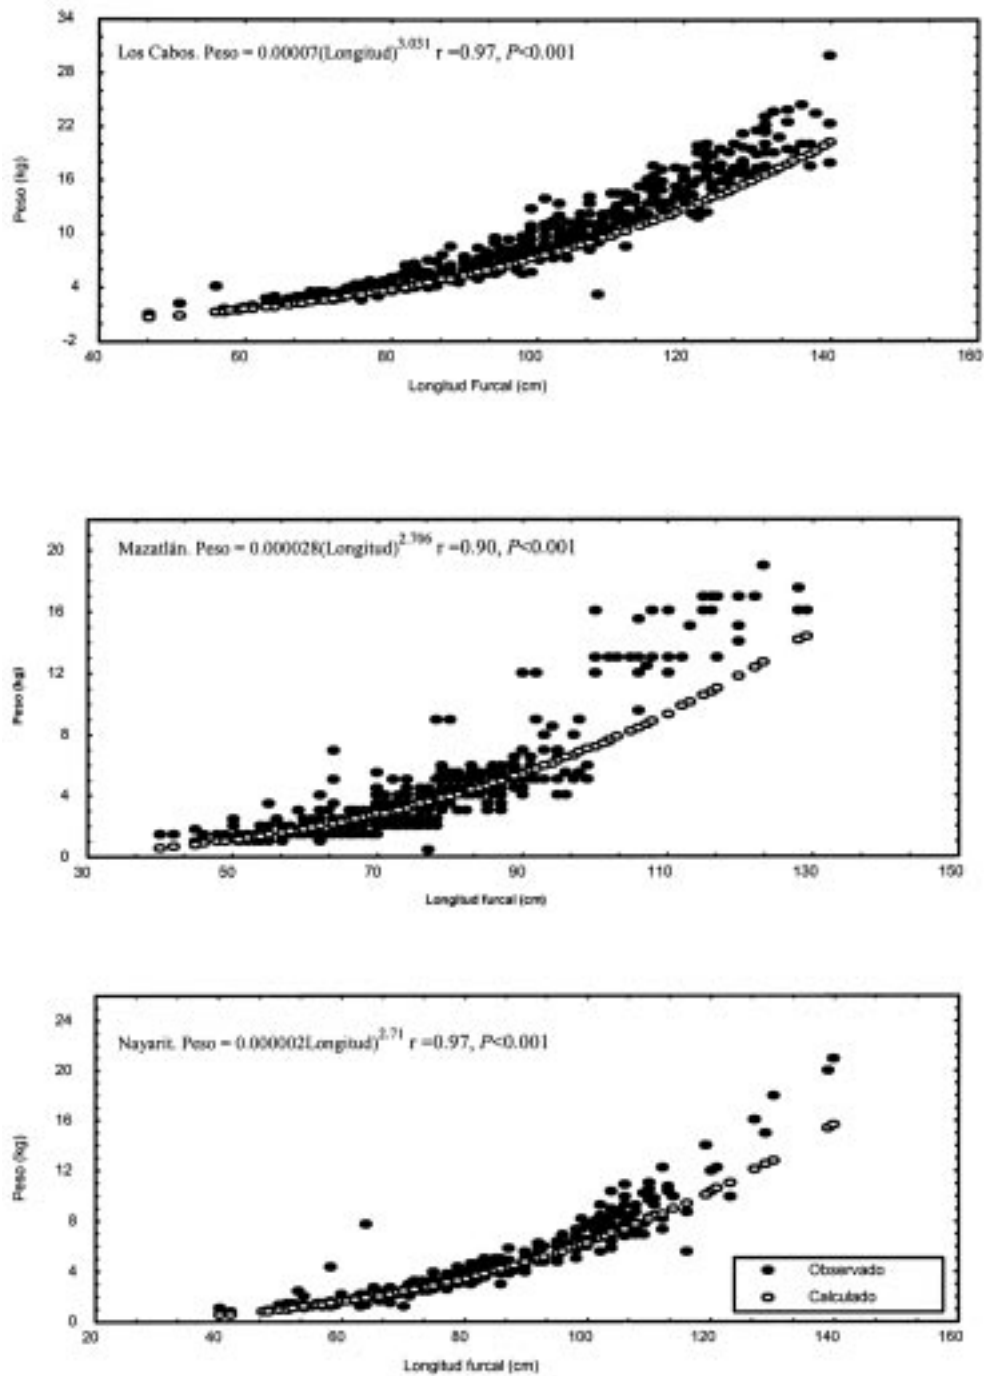 34
Los Cabos. Peso = 0.00007(Longitud)^3.031 r =0.97, P<0.001
28
22
16
10
4
-2
Peso (kg)
40 60 80 100 120 140 160
Longitud Furcal (cm)
20
Mazatlán. Peso = 0.000028(Longitud)^2.706 r =0.90, P<0.001
16
12
8
4
0
Peso (kg)
30 50 70 90 110 130 150
Longitud furcal (cm)
24
Nayarit. Peso = 0.000002Longitud)^2.71 r =0.97, P<0.001
20
16
12
8
4
0
Peso (kg)
Observado
Calculado
20 40 60 80 100 120 140 160
Longitud furcal (cm)